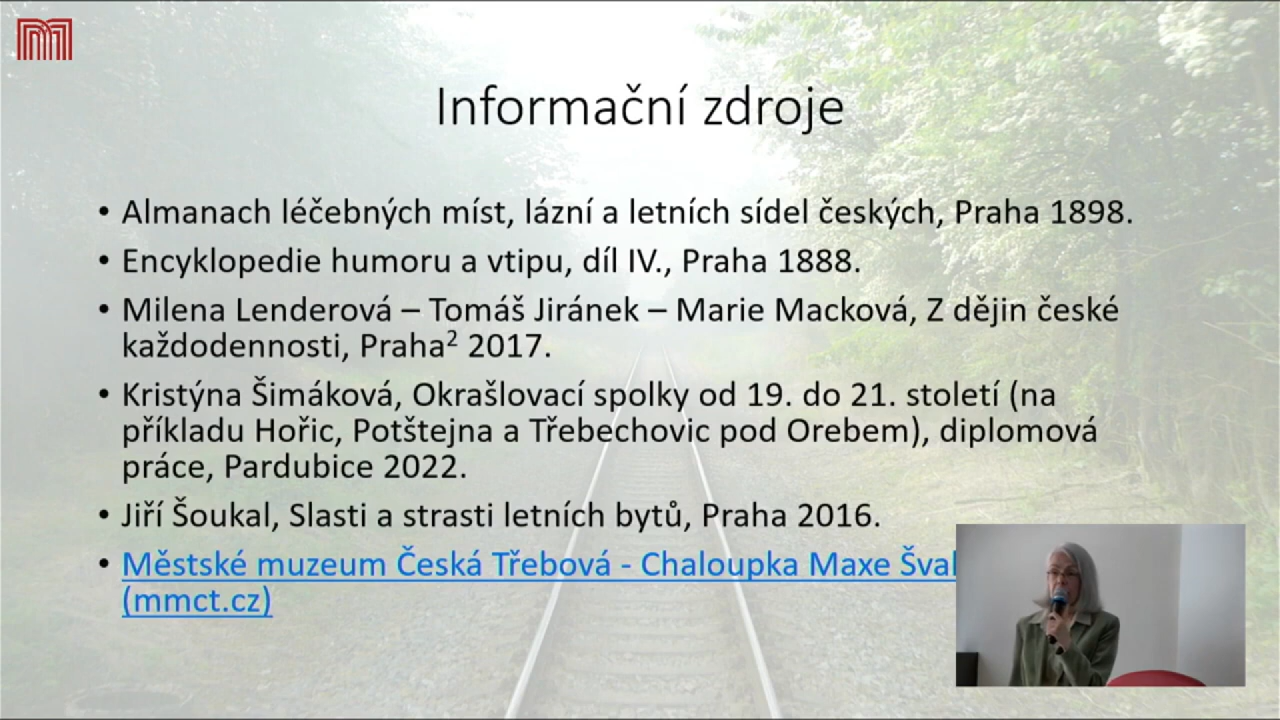 Informační zdroje
• Almanach léčebných míst, lázní a letních sídel českých, Praha 1898.
• Encyklopedie humoru a vtipu, díl IV., Praha 1888.
• Milena Lenderová – Tomáš Jiránek – Marie Macková, Z dějin české
každodennosti, Praha² 2017.
• Kristýna Šimáková, Okrašlovací spolky od 19. do 21. století (na
příkladu Hořic, Potštejna a Třebechovic pod Orebem), diplomová
práce, Pardubice 2022.
• Jiří Šoukal, Slasti a strasti letních bytů, Praha 2016.
• Městské muzeum Česká Třebová - Chaloupka Maxe
(mmct.cz)